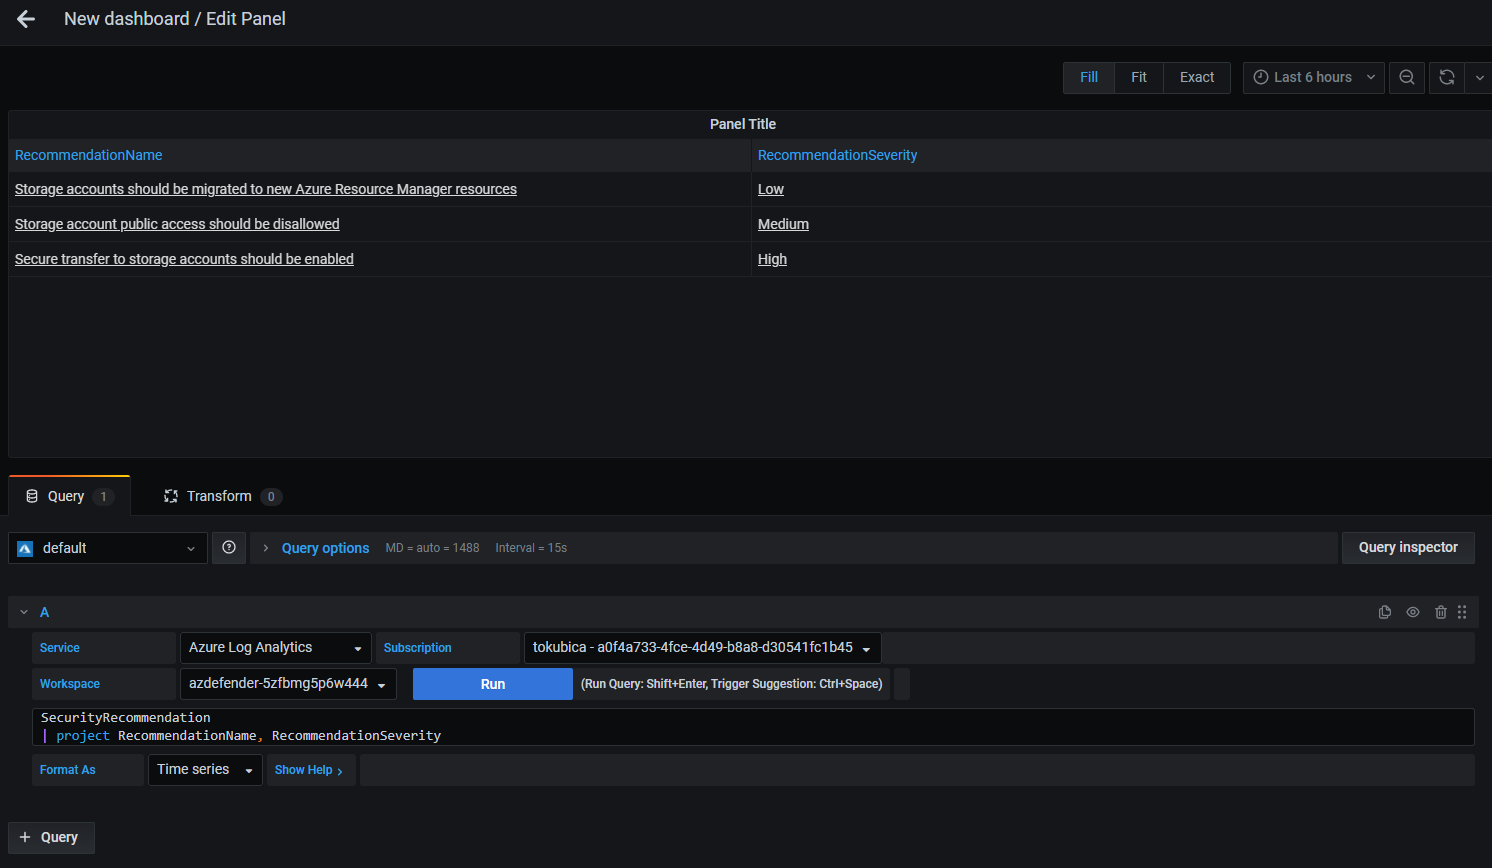 New dashboard / Edit Panel
Fill Fit Exact Last 6 hours
Panel Title
RecommendationName RecommendationSeverity
Storage accounts should be migrated to new Azure Resource Manager resources Low
Storage account public access should be disallowed Medium
Secure transfer to storage accounts should be enabled High
Query 1 Transform 0
default Query options MD = auto = 1488 Interval = 15s Query inspector
A
Service Azure Log Analytics Subscription tokubica - a0f4a733-4fce-4d49-b8a8-d30541fc1b45
Workspace azdefender-5zfbmg5p6w444 Run (Run Query: Shift+Enter, Trigger Suggestion: Ctrl+Space)
SecurityRecommendation
| project RecommendationName, RecommendationSeverity
Format As Time series Show Help
+ Query